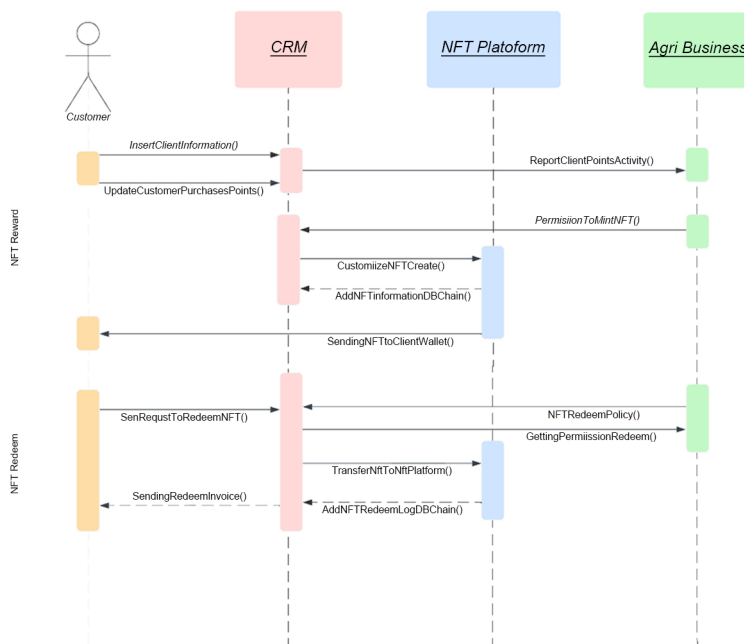 CRM
NFT Platoform
Agri Business
Customer
InsertClientInformation()
ReportClientPointsActivity()
UpdateCustomerPurchasesPoints()
NFT Reward
PermisiionToMintNFT()
CustomiizeNFTCreate()
AddNFTinformationDBChain()
SendingNFTtoClientWallet()
NFT Redeem
SenRequstToRedeemNFT()
NFTRedeemPolicy()
GettingPermiissionRedeem()
TransferNftToNftPlatform()
SendingRedeemInvoice()
AddNFTRedeemLogDBChain()